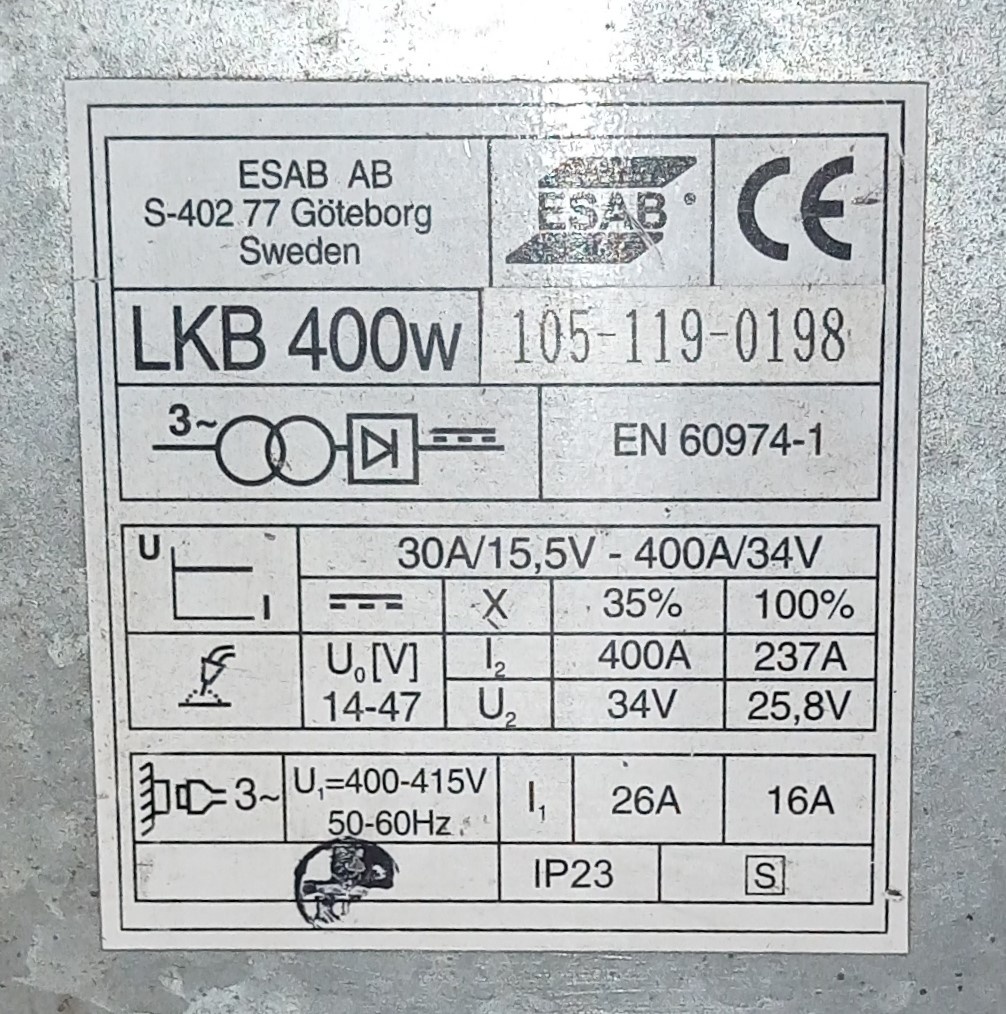 ESAB AB
S-402 77 Göteborg
Sweden
ESAB ®
CE
LKB 400w
105-119-0198
3~
EN 60974-1
U
I
30A/15,5V - 400A/34V
X 35% 100%
U₀[V]
14-47
I₂ 400A 237A
U₂ 34V 25,8V
3~
U₁=400-415V
50-60Hz
I₁ 26A 16A
IP23
S